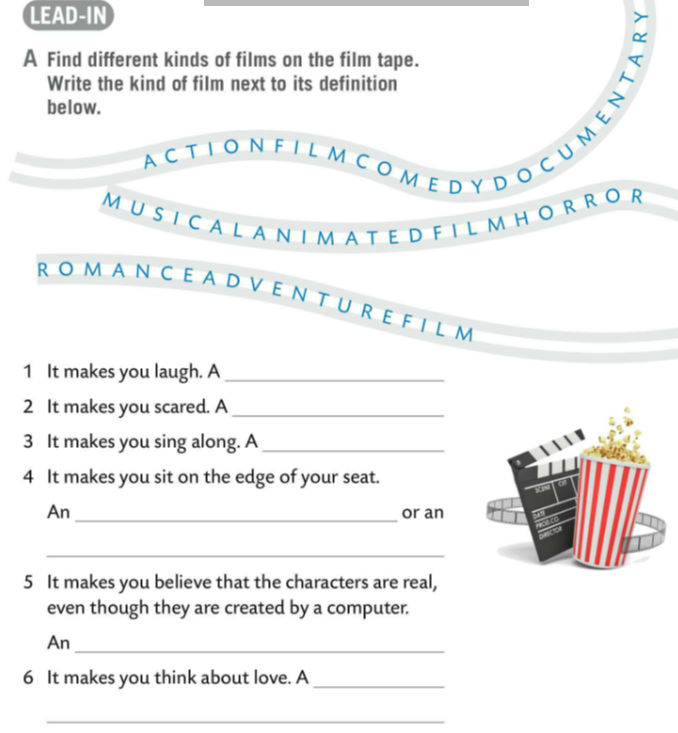 LEAD-IN
A Find different kinds of films on the film tape.
Write the kind of film next to its definition
below.
ACTIONFILMCOMEDYDOCUMENTARY
MUSICALANIMATEDFILMHORROR
ROMANCEADVENTUREFILM
1 It makes you laugh. A
2 It makes you scared. A
3 It makes you sing along. A
4 It makes you sit on the edge of your seat.
An or an
5 It makes you believe that the characters are real,
even though they are created by a computer.
An
6 It makes you think about love. A
SCENE
DATE
PROD.CO.
DIRECTOR